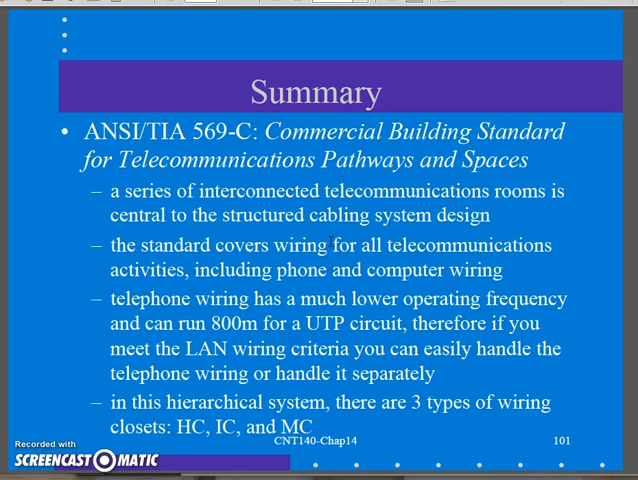 Summary
• ANSI/TIA 569-C: Commercial Building Standard
for Telecommunications Pathways and Spaces
– a series of interconnected telecommunications rooms is
central to the structured cabling system design
– the standard covers wiring for all telecommunications
activities, including phone and computer wiring
– telephone wiring has a much lower operating frequency
and can run 800m for a UTP circuit, therefore if you
meet the LAN wiring criteria you can easily handle the
telephone wiring or handle it separately
– in this hierarchical system, there are 3 types of wiring
closets: HC, IC, and MC
CNT140-Chap14
101
Recorded with
SCREENCAST-O-MATIC